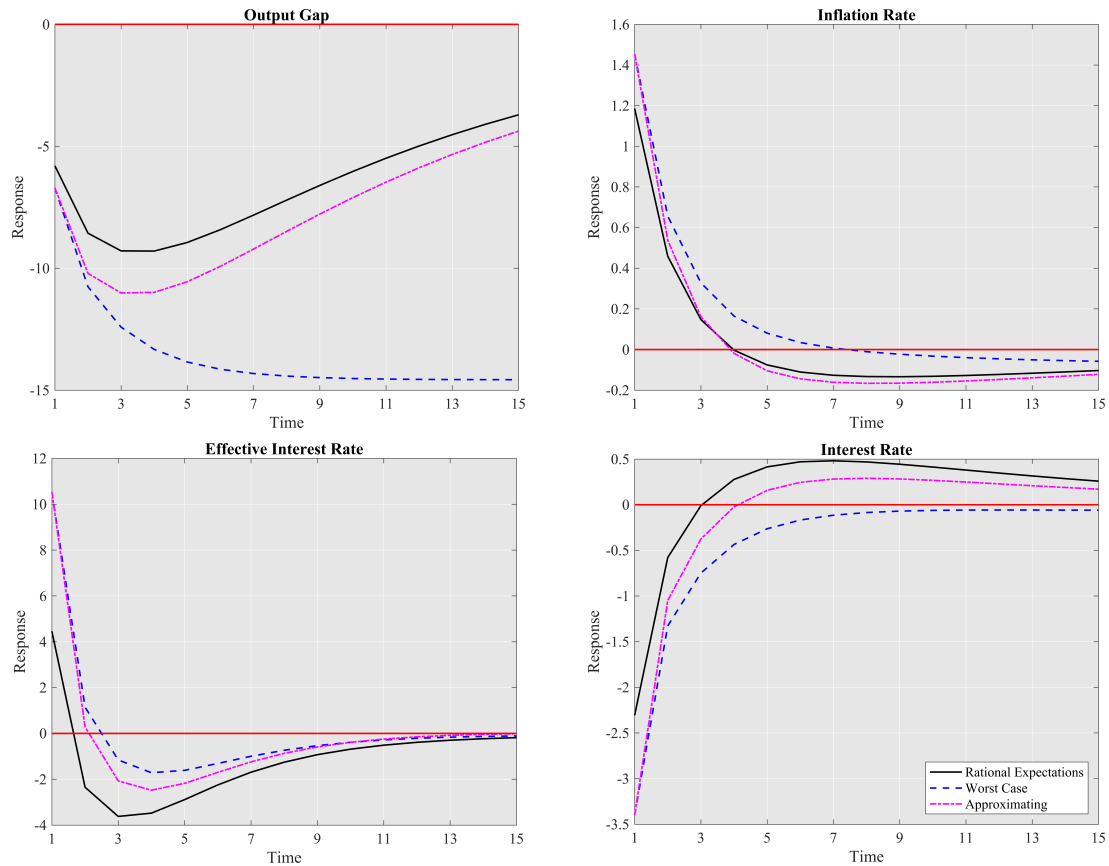 Output Gap
0
-5
-10
-15
Response
1 3 5 7 9 11 13 15
Time
Inflation Rate
1.6
1.4
1.2
1
0.8
0.6
0.4
0.2
0
-0.2
Response
1 3 5 7 9 11 13 15
Time
Effective Interest Rate
12
10
8
6
4
2
0
-2
-4
Response
1 3 5 7 9 11 13 15
Time
Interest Rate
0.5
0
-0.5
-1
-1.5
-2
-2.5
-3
-3.5
Response
Rational Expectations
Worst Case
Approximating
1 3 5 7 9 11 13 15
Time